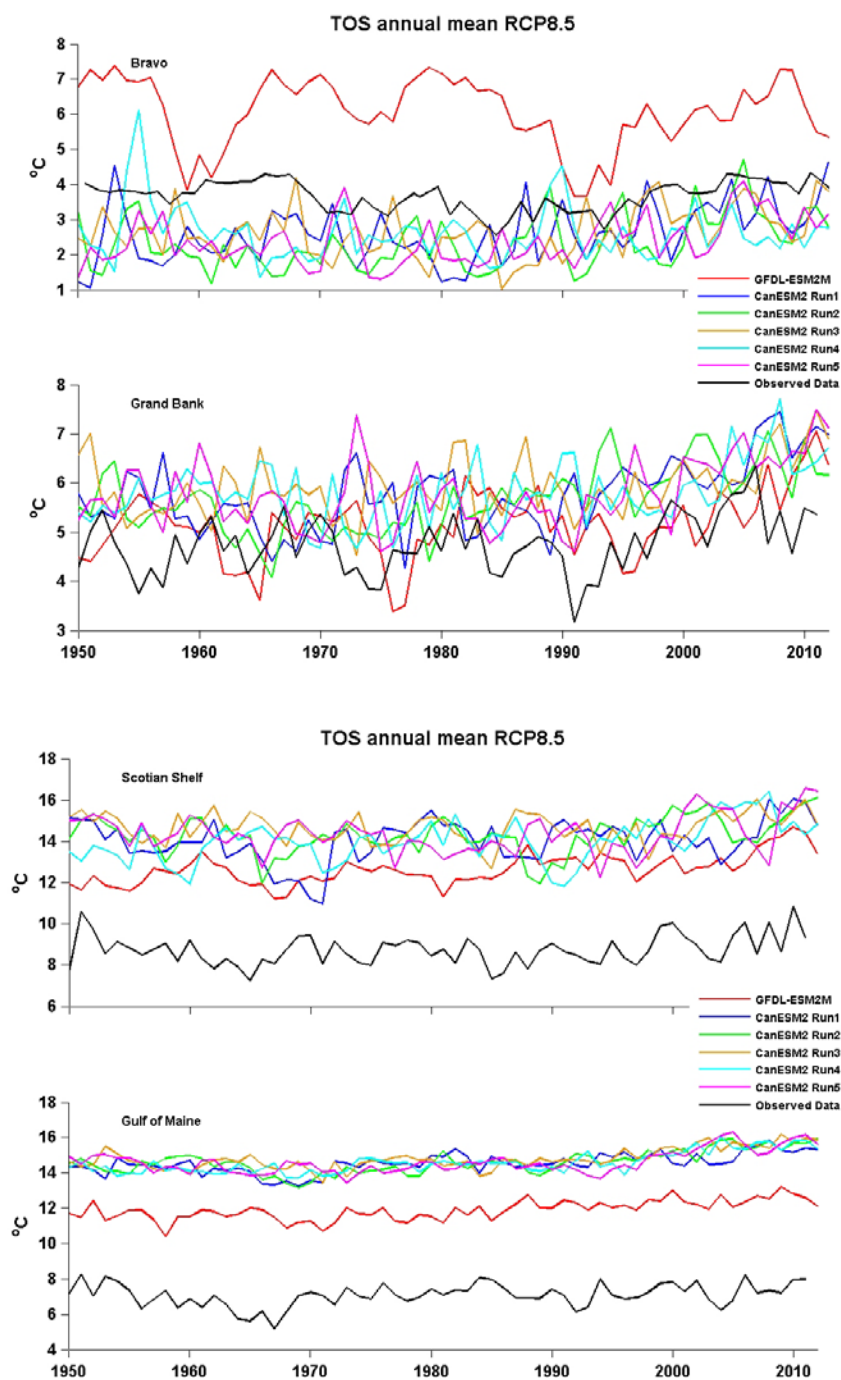 TOS annual mean RCP8.5
8
Bravo
7
6
5
4
3
2
1
ºC
GFDL-ESM2M
CanESM2 Run1
CanESM2 Run2
CanESM2 Run3
CanESM2 Run4
CanESM2 Run5
Observed Data
8
Grand Bank
7
6
5
4
3
ºC
1950 1960 1970 1980 1990 2000 2010
TOS annual mean RCP8.5
18
Scotian Shelf
16
14
12
10
8
6
ºC
GFDL-ESM2M
CanESM2 Run1
CanESM2 Run2
CanESM2 Run3
CanESM2 Run4
CanESM2 Run5
Observed Data
18
Gulf of Maine
16
14
12
10
8
6
4
ºC
1950 1960 1970 1980 1990 2000 2010